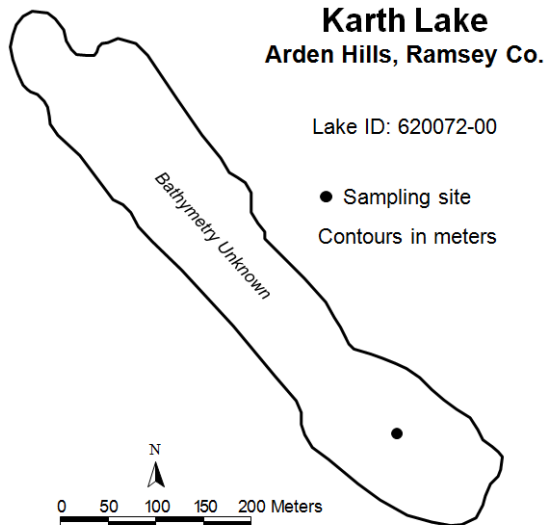 Karth Lake
Arden Hills, Ramsey Co.
Lake ID: 620072-00
Sampling site
Contours in meters
Bathymetry Unknown
N
0 50 100 150 200 Meters